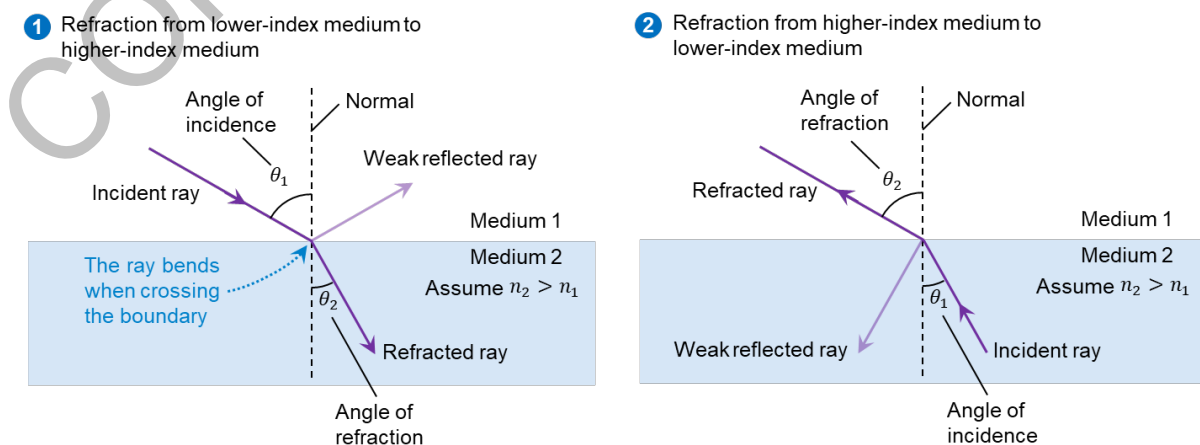 1 Refraction from lower-index medium to
higher-index medium
Angle of
incidence
Normal
θ₁
Weak reflected ray
Incident ray
Medium 1
Medium 2
Assume n₂ > n₁
The ray bends
when crossing
the boundary
θ₂
Refracted ray
Angle of
refraction
2 Refraction from higher-index medium to
lower-index medium
Angle of
refraction
Normal
θ₂
Refracted ray
Medium 1
Medium 2
Assume n₂ > n₁
θ₁
Weak reflected ray
Incident ray
Angle of
incidence